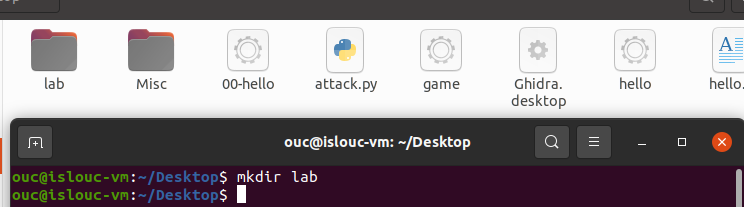 lab Misc 00-hello attack.py game Ghidra. hello hello.
desktop
ouc@islouc-vm: ~/Desktop
ouc@islouc-vm:~/Desktop$ mkdir lab
ouc@islouc-vm:~/Desktop$